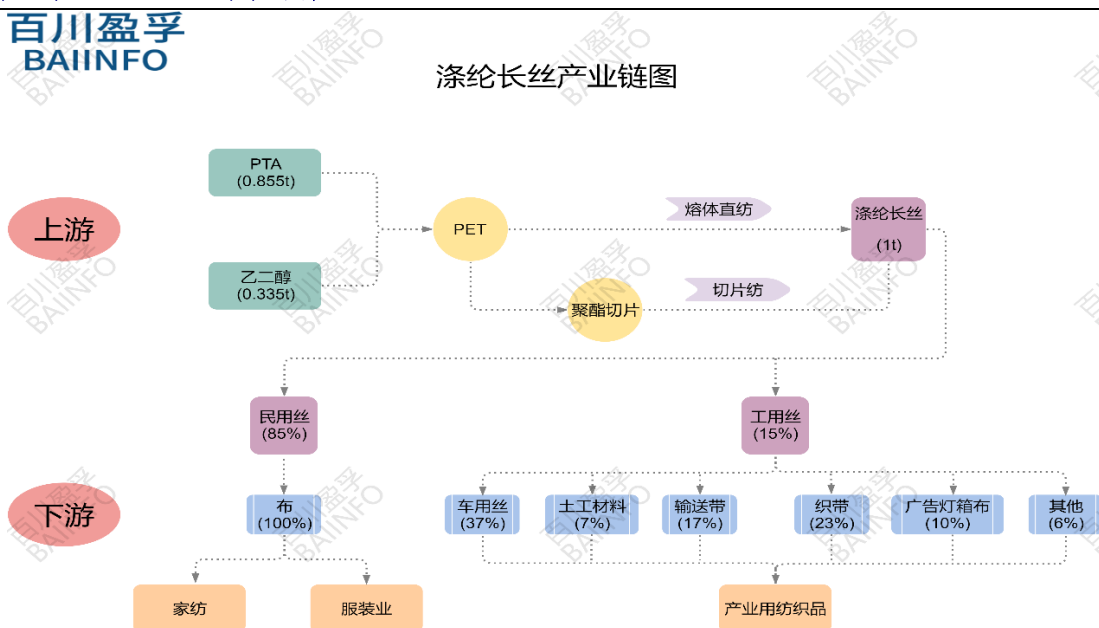 百川盈孚
BAIINFO
涤纶长丝产业链图
PTA
(0.855t)
上游
PET
熔体直纺
涤纶长丝
(1t)
乙二醇
(0.335t)
聚酯切片
切片纺
民用丝
(85%)
工用丝
(15%)
下游
布
(100%)
车用丝
(37%)
土工材料
(7%)
输送带
(17%)
织带
(23%)
广告灯箱布
(10%)
其他
(6%)
家纺
服装业
产业用纺织品